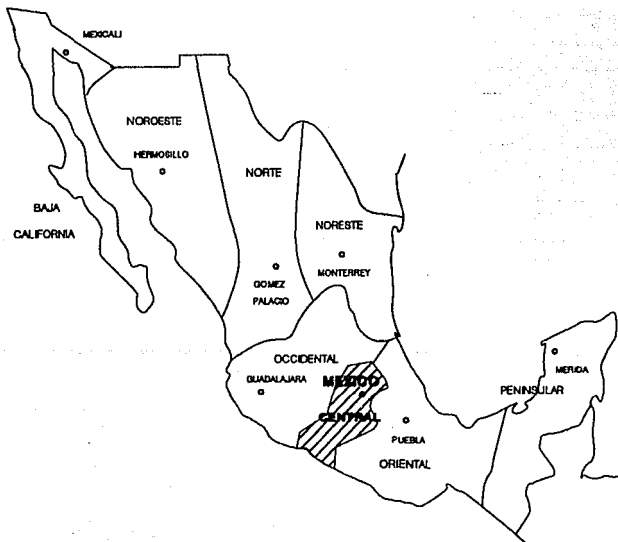 MEXICALI
NOROESTE
HERMOSILLO
NORTE
BAJA
CALIFORNIA
NORESTE
MONTERREY
GOMEZ
PALACIO
OCCIDENTAL
GUADALAJARA
MEXICO
CENTRAL
MERIDA
PENINSULAR
PUEBLA
ORIENTAL